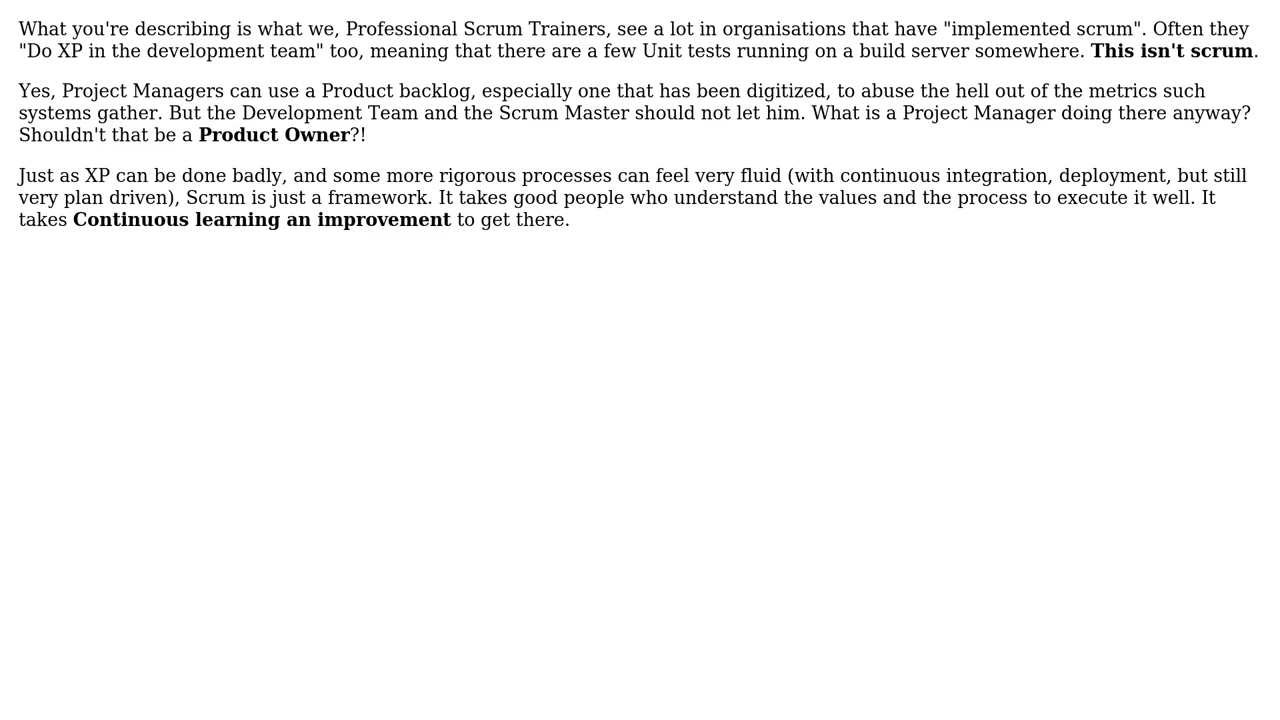 What you're describing is what we, Professional Scrum Trainers, see a lot in organisations that have "implemented scrum". Often they
"Do XP in the development team" too, meaning that there are a few Unit tests running on a build server somewhere. This isn't scrum.
Yes, Project Managers can use a Product backlog, especially one that has been digitized, to abuse the hell out of the metrics such
systems gather. But the Development Team and the Scrum Master should not let him. What is a Project Manager doing there anyway?
Shouldn't that be a Product Owner?!
Just as XP can be done badly, and some more rigorous processes can feel very fluid (with continuous integration, deployment, but still
very plan driven), Scrum is just a framework. It takes good people who understand the values and the process to execute it well. It
takes Continuous learning an improvement to get there.